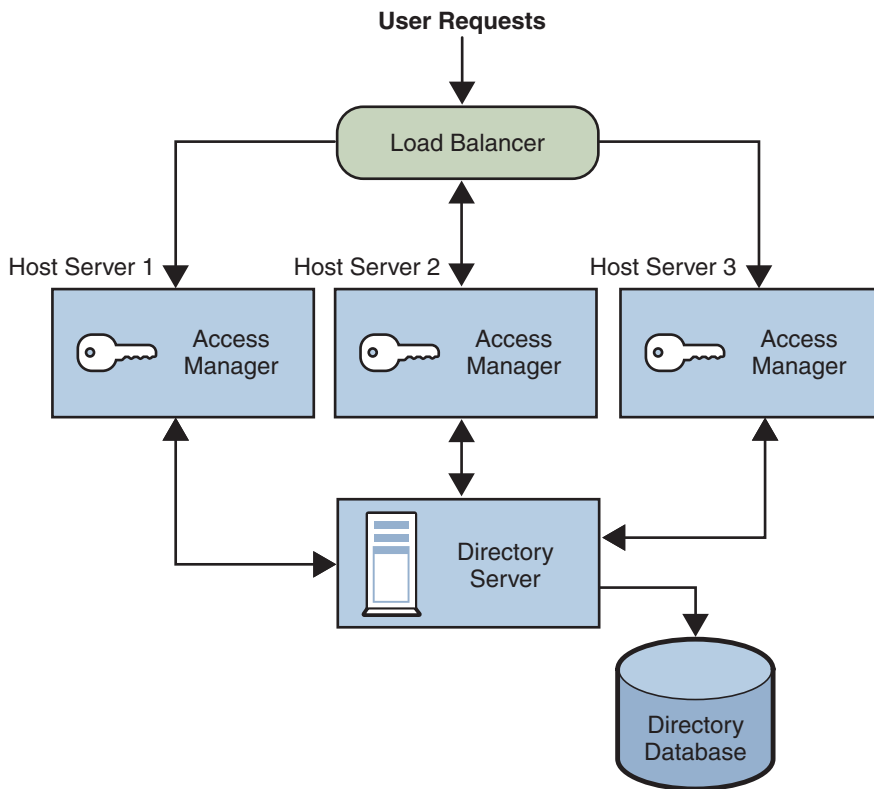 User Requests
Load Balancer
Host Server 1
Host Server 2
Host Server 3
Access
Manager
Access
Manager
Access
Manager
Directory
Server
Directory
Database